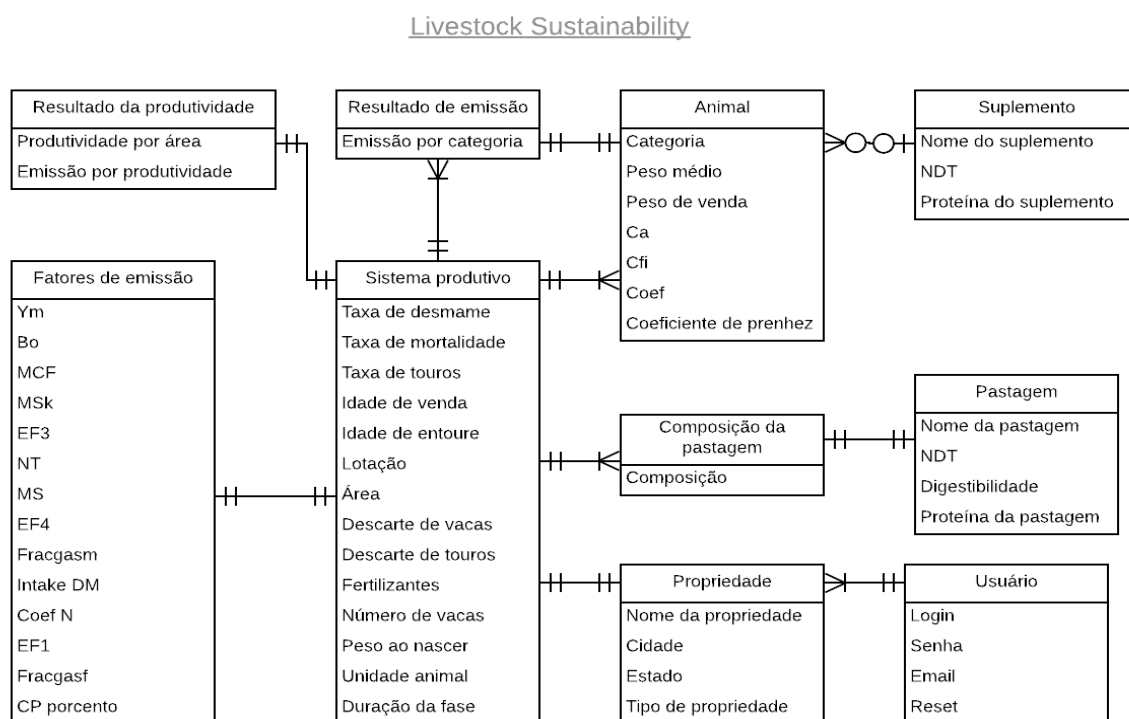 Livestock Sustainability
Resultado da produtividade
Produtividade por área
Emissão por produtividade
Resultado de emissão
Emissão por categoria
Animal
Categoria
Peso médio
Peso de venda
Ca
Cfi
Coef
Coeficiente de prenhez
Suplemento
Nome do suplemento
NDT
Proteína do suplemento
Fatores de emissão
Ym
Bo
MCF
MSk
EF3
NT
MS
EF4
Fracgasm
Intake DM
Coef N
EF1
Fracgasf
CP porcento
Sistema produtivo
Taxa de desmame
Taxa de mortalidade
Taxa de touros
Idade de venda
Idade de entoure
Lotação
Área
Descarte de vacas
Descarte de touros
Fertilizantes
Número de vacas
Peso ao nascer
Unidade animal
Duração da fase
Composição da
pastagem
Composição
Pastagem
Nome da pastagem
NDT
Digestibilidade
Proteína da pastagem
Propriedade
Nome da propriedade
Cidade
Estado
Tipo de propriedade
Usuário
Login
Senha
Email
Reset